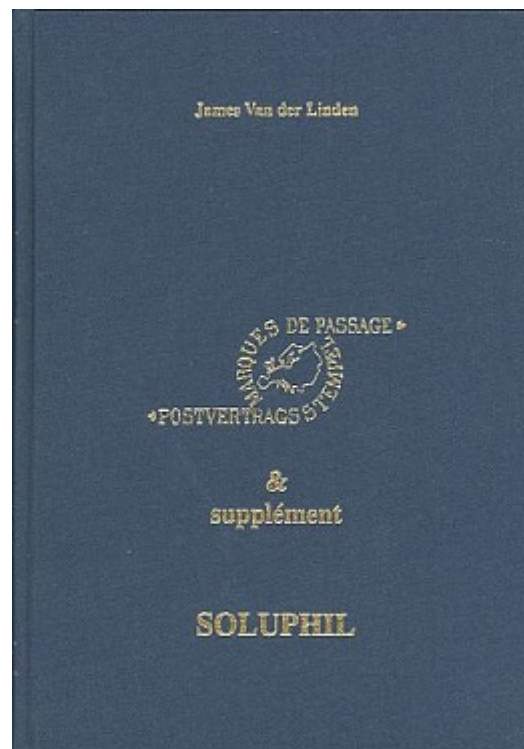 James Van der Linden
MARQUES DE PASSAGE
POSTVERTRAGSSTEMPEL
&
supplément
SOLUPHIL